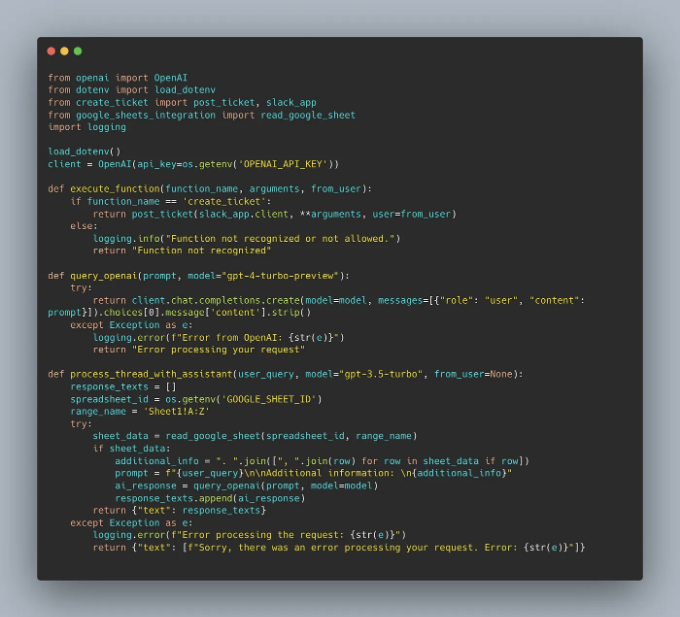 from openai import OpenAI
from dotenv import load_dotenv
from create_ticket import post_ticket, slack_app
from google_sheets_integration import read_google_sheet
import logging

load_dotenv()
client = OpenAI(api_key=os.getenv('OPENAI_API_KEY'))

def execute_function(function_name, arguments, from_user):
    if function_name == 'create_ticket':
        return post_ticket(slack_app.client, **arguments, user=from_user)
    else:
        logging.info("Function not recognized or not allowed.")
        return "Function not recognized"

def query_openai(prompt, model="gpt-4-turbo-preview"):
    try:
        return client.chat.completions.create(model=model, messages=[{"role": "user", "content":
prompt}]).choices[0].message['content'].strip()
    except Exception as e:
        logging.error(f"Error from OpenAI: {str(e)}")
        return "Error processing your request"

def process_thread_with_assistant(user_query, model="gpt-3.5-turbo", from_user=None):
    response_texts = []
    spreadsheet_id = os.getenv('GOOGLE_SHEET_ID')
    range_name = 'Sheet1!A:Z'
    try:
        sheet_data = read_google_sheet(spreadsheet_id, range_name)
        if sheet_data:
            additional_info = ". ".join([", ".join(row) for row in sheet_data if row])
            prompt = f"{user_query}\n\nAdditional information: \n{additional_info}"
            ai_response = query_openai(prompt, model=model)
            response_texts.append(ai_response)
        return {"text": response_texts}
    except Exception as e:
        logging.error(f"Error processing the request: {str(e)}")
        return {"text": [f"Sorry, there was an error processing your request. Error: {str(e)}"]}